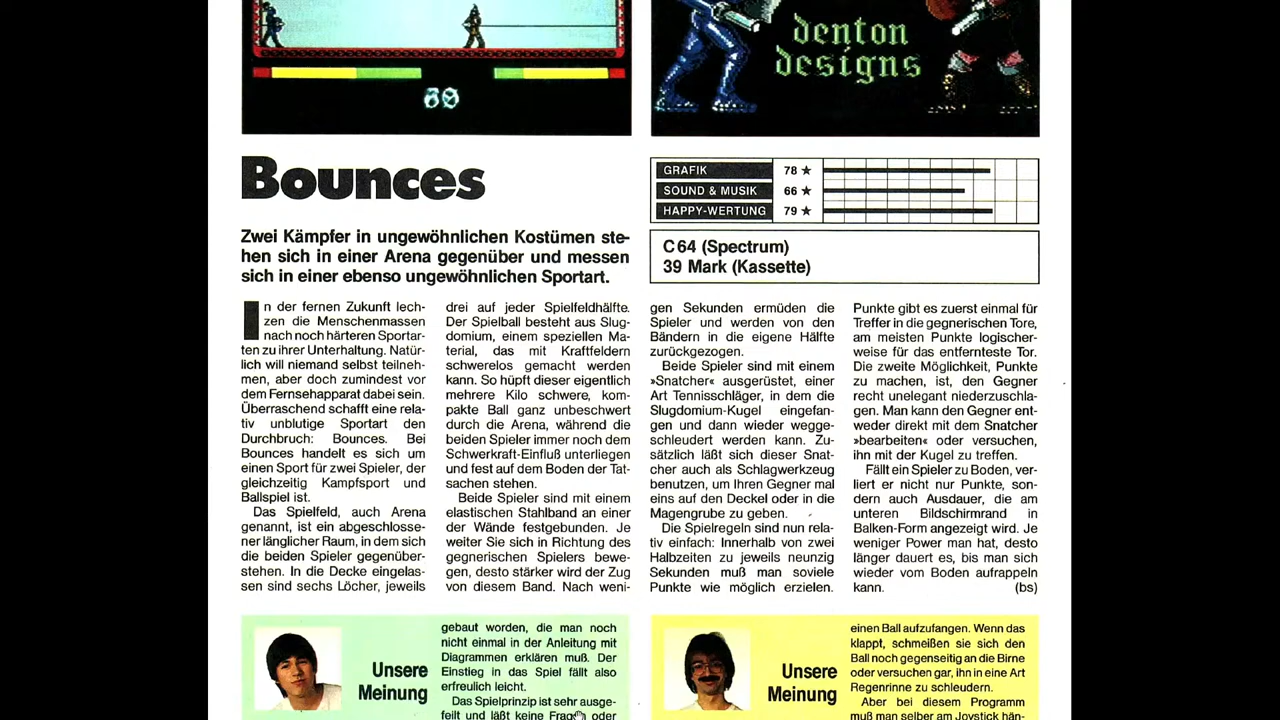 60
denton
designs
Bounces
GRAFIK 78 ★
SOUND & MUSIK 66 ★
HAPPY-WERTUNG 79 ★
Zwei Kämpfer in ungewöhnlichen Kostümen ste-
hen sich in einer Arena gegenüber und messen
sich in einer ebenso ungewöhnlichen Sportart.
C 64 (Spectrum)
39 Mark (Kassette)
In der fernen Zukunft lech-
zen die Menschenmassen
nach noch härteren Sportar-
ten zu ihrer Unterhaltung. Natür-
lich will niemand selbst teilneh-
men, aber doch zumindest vor
dem Fernsehapparat dabei sein.
Überraschend schafft eine rela-
tiv unblutige Sportart den
Durchbruch: Bounces. Bei
Bounces handelt es sich um
einen Sport für zwei Spieler, der
gleichzeitig Kampfsport und
Ballspiel ist.
Das Spielfeld, auch Arena
genannt, ist ein abgeschlosse-
ner länglicher Raum, in dem sich
die beiden Spieler gegenüber-
stehen. In die Decke eingelas-
sen sind sechs Löcher, jeweils
drei auf jeder Spielfeldhälfte.
Der Spielball besteht aus Slug-
domium, einem speziellen Ma-
terial, das mit Kraftfeldern
schwerelos gemacht werden
kann. So hüpft dieser eigentlich
mehrere Kilo schwere, kom-
pakte Ball ganz unbeschwert
durch die Arena, während die
beiden Spieler immer noch dem
Schwerkraft-Einfluß unterliegen
und fest auf dem Boden der Tat-
sachen stehen.
Beide Spieler sind mit einem
elastischen Stahlband an einer
der Wände festgebunden. Je
weiter Sie sich in Richtung des
gegnerischen Spielers bewe-
gen, desto stärker wird der Zug
von diesem Band. Nach weni-
gen Sekunden ermüden die
Spieler und werden von den
Bändern in die eigene Hälfte
zurückgezogen.
Beide Spieler sind mit einem
»Snatcher« ausgerüstet, einer
Art Tennisschläger, in dem die
Slugdomium-Kugel eingefan-
gen und dann wieder wegge-
schleudert werden kann. Zu-
sätzlich läßt sich dieser Snat-
cher auch als Schlagwerkzeug
benutzen, um Ihren Gegner mal
eins auf den Deckel oder in die
Magengrube zu geben.
Die Spielregeln sind nun rela-
tiv einfach: Innerhalb von zwei
Halbzeiten zu jeweils neunzig
Sekunden muß man soviele
Punkte wie möglich erzielen.
Punkte gibt es zuerst einmal für
Treffer in die gegnerischen Tore,
am meisten Punkte logischer-
weise für das entfernteste Tor.
Die zweite Möglichkeit, Punkte
zu machen, ist, den Gegner
recht unelegant niederzuschla-
gen. Man kann den Gegner ent-
weder direkt mit dem Snatcher
»bearbeiten« oder versuchen,
ihn mit der Kugel zu treffen.
Fällt ein Spieler zu Boden, ver-
liert er nicht nur Punkte, son-
dern auch Ausdauer, die am
unteren Bildschirmrand in
Balken-Form angezeigt wird. Je
weniger Power man hat, desto
länger dauert es, bis man sich
wieder vom Boden aufrappeln
kann. (bs)
Unsere
Meinung
gebaut worden, die man noch
nicht einmal in der Anleitung mit
Diagrammen erklären muß. Der
Einstieg in das Spiel fällt also
erfreulich leicht.
Das Spielprinzip ist sehr ausge-
feilt und läßt keine Fragen oder
Unsere
Meinung
einen Ball aufzufangen. Wenn das
klappt, schmeißen sie sich den
Ball noch gegenseitig an die Birne
oder versuchen gar, ihn in eine Art
Regenrinne zu schleudern.
Aber bei diesem Programm
muß man selber am Joystick hän-